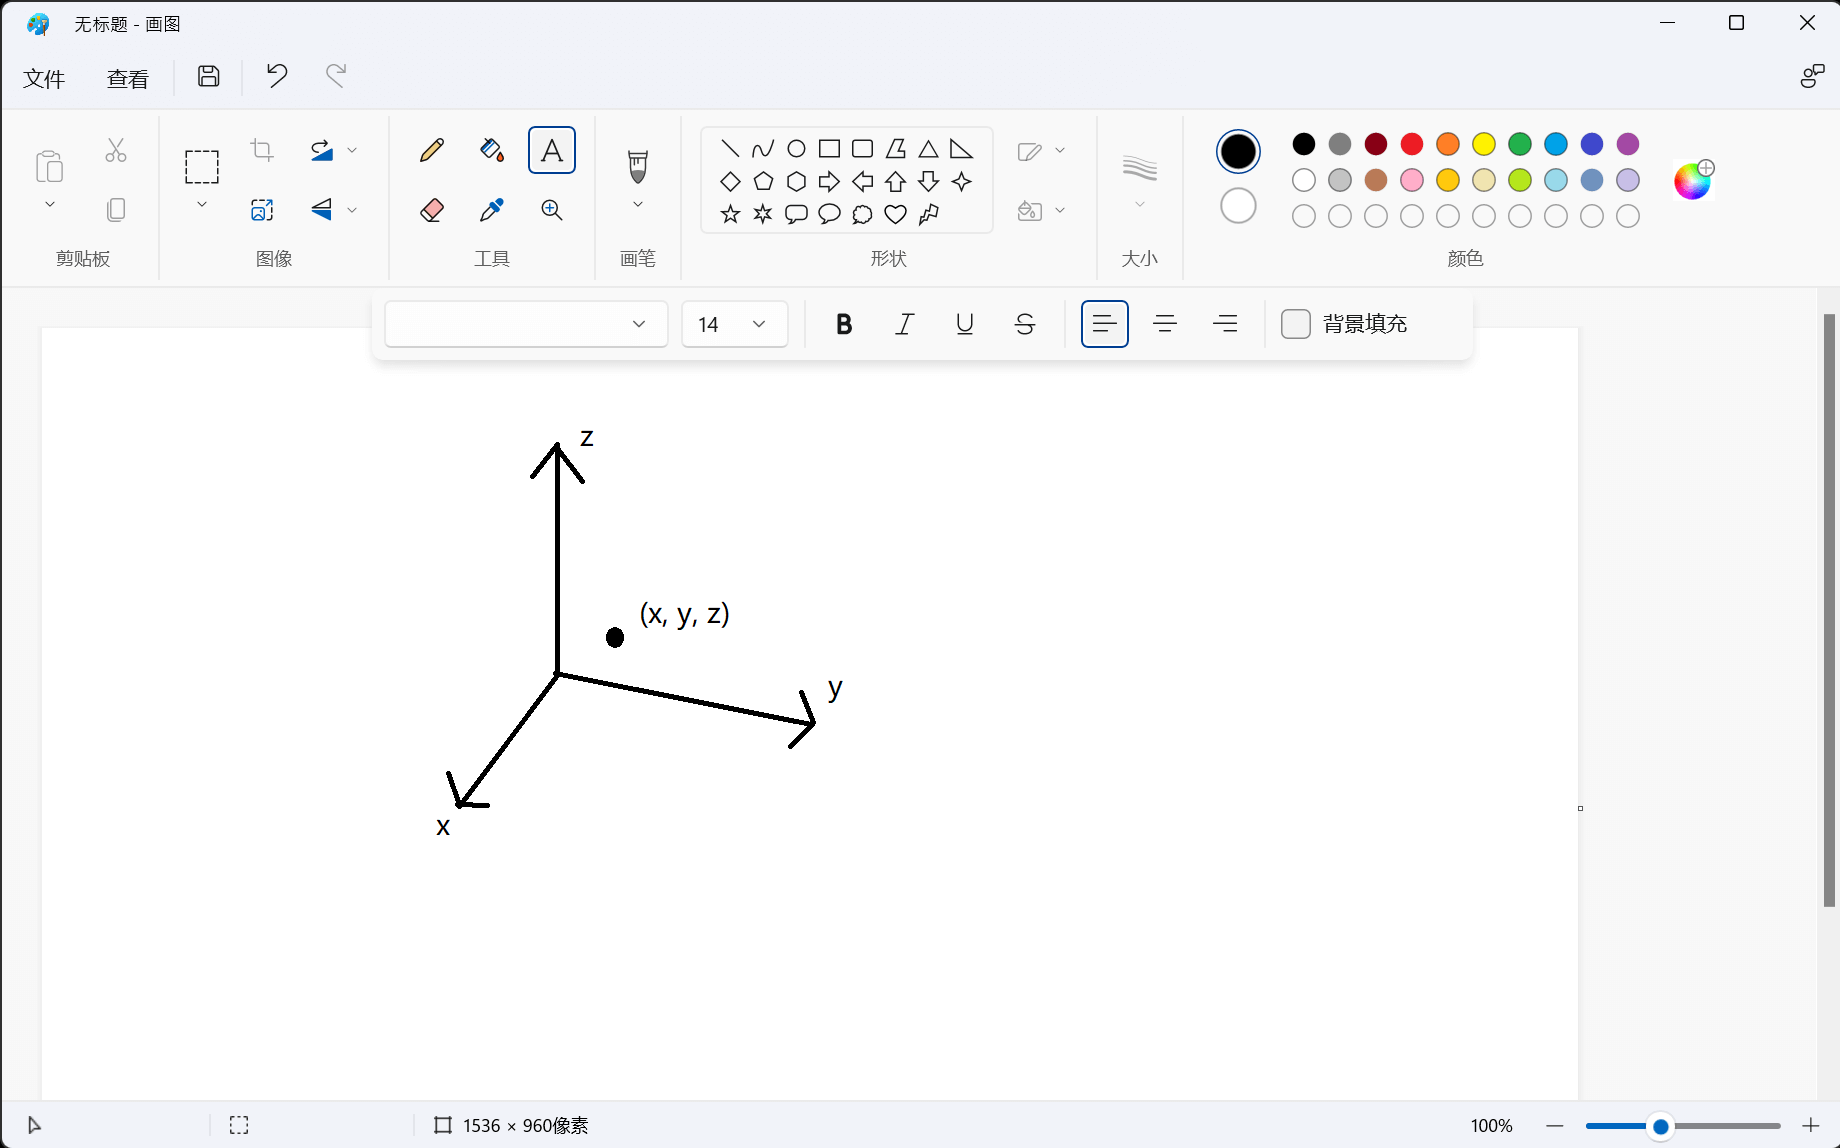 无标题 - 画图
文件 查看
剪贴板 图像 工具 画笔 形状 大小 颜色
14 B I U S 背景填充
z
(x, y, z)
y
x
1536 × 960像素 100%